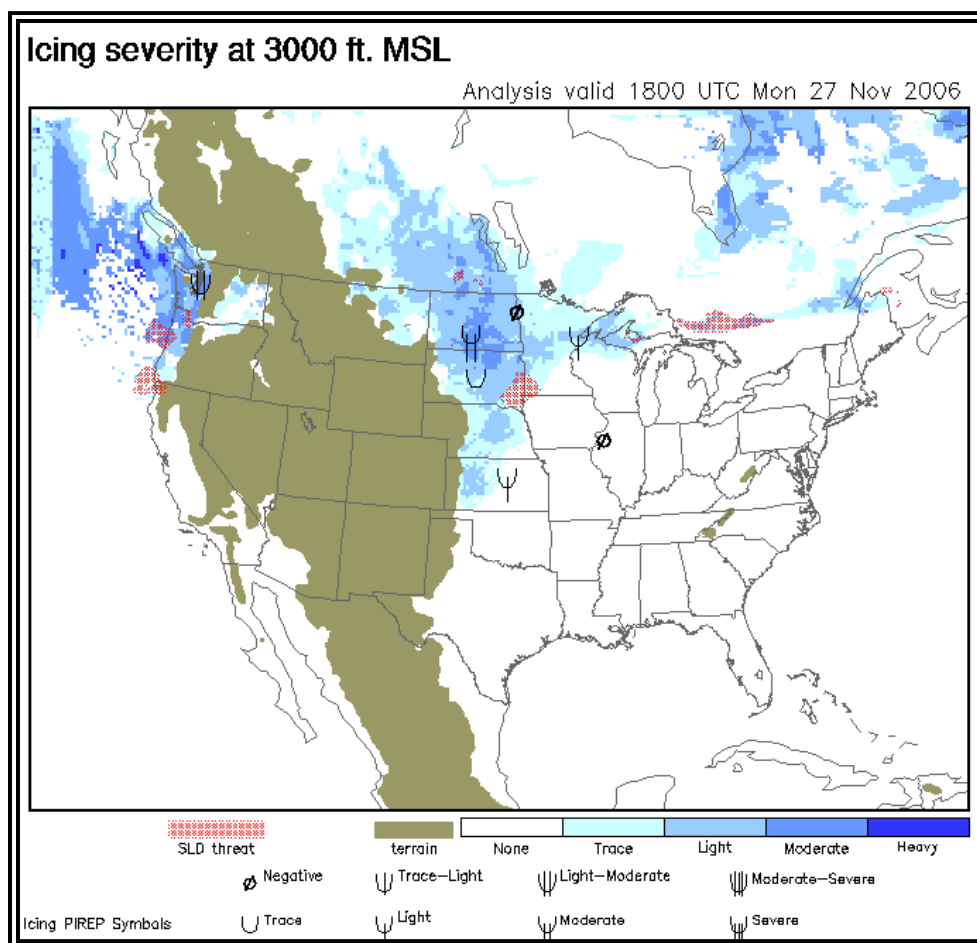 Icing severity at 3000 ft. MSL
Analysis valid 1800 UTC Mon 27 Nov 2006
SLD threat terrain None Trace Light Moderate Heavy
Negative Trace-Light Light-Moderate Moderate-Severe
Icing PIREP Symbols Trace Light Moderate Severe